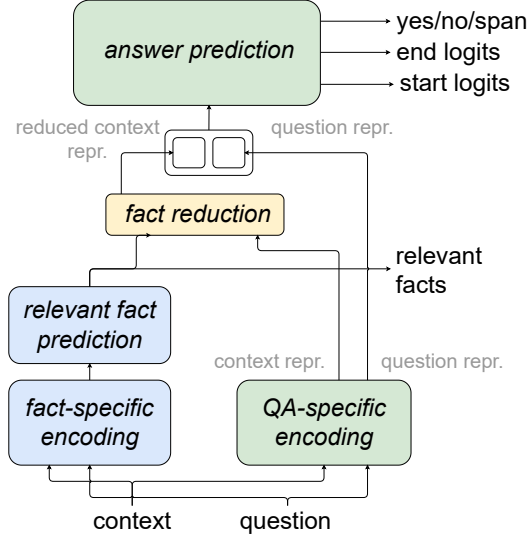 answer prediction
yes/no/span
end logits
start logits
reduced context
repr.
question repr.
fact reduction
relevant
facts
relevant fact
prediction
context repr.
question repr.
fact-specific
encoding
QA-specific
encoding
context
question